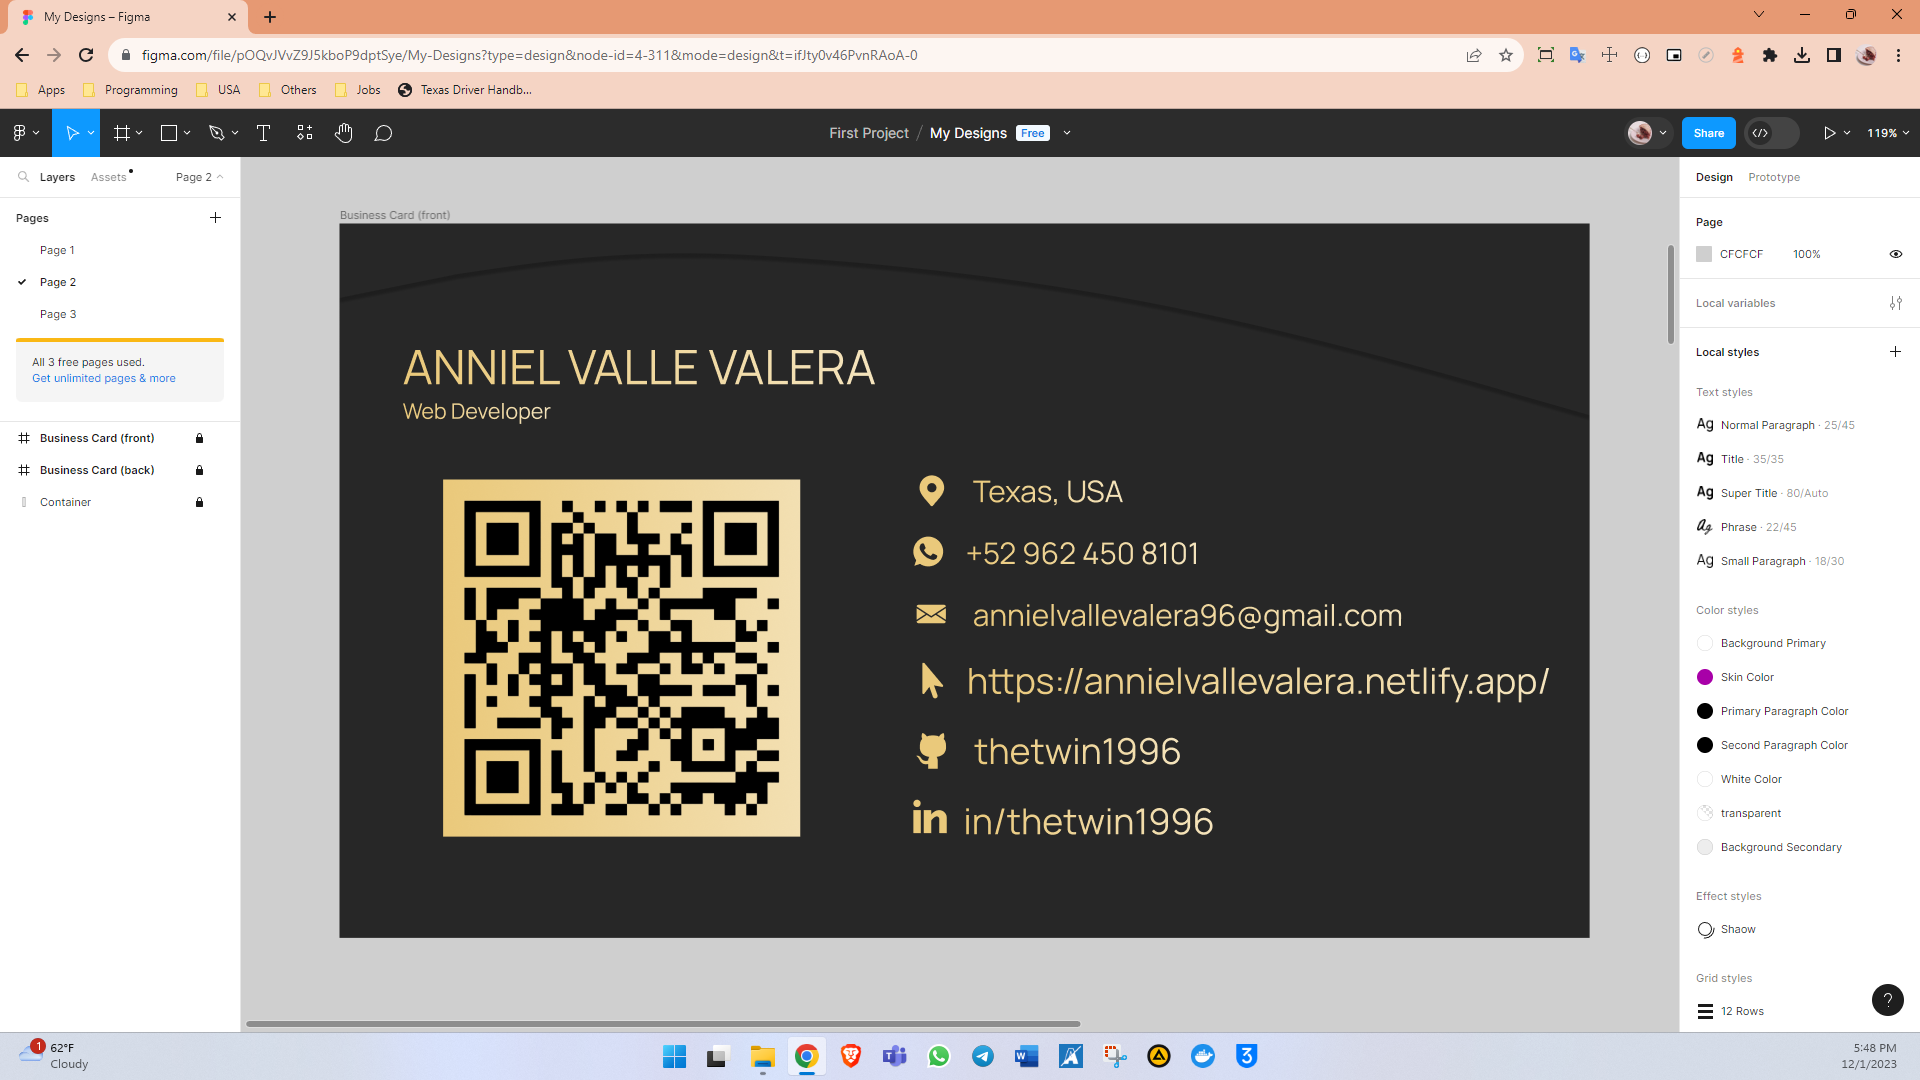 My Designs – Figma
figma.com/file/pOQvJVvZ9J5kboP9dptSye/My-Designs?type=design&node-id=4-311&mode=design&t=ifJty0v46PvnRAoA-0
Apps Programming USA Others Jobs Texas Driver Handb...
First Project / My Designs Free
Share
119%
Layers Assets Page 2
Pages
Page 1
Page 2
Page 3
All 3 free pages used.
Get unlimited pages & more
Business Card (front)
Business Card (back)
Container
Business Card (front)
ANNIEL VALLE VALERA
Web Developer
Texas, USA
+52 962 450 8101
annielvallevalera96@gmail.com
https://annielvallevalera.netlify.app/
thetwin1996
in in/thetwin1996
Design Prototype
Page
CFCFCF 100%
Local variables
Local styles
Text styles
Ag Normal Paragraph · 25/45
Ag Title · 35/35
Ag Super Title · 80/Auto
Ag Phrase · 22/45
Ag Small Paragraph · 18/30
Color styles
Background Primary
Skin Color
Primary Paragraph Color
Second Paragraph Color
White Color
transparent
Background Secondary
Effect styles
Shaow
Grid styles
12 Rows
?
1
62°F
Cloudy
5:48 PM
12/1/2023